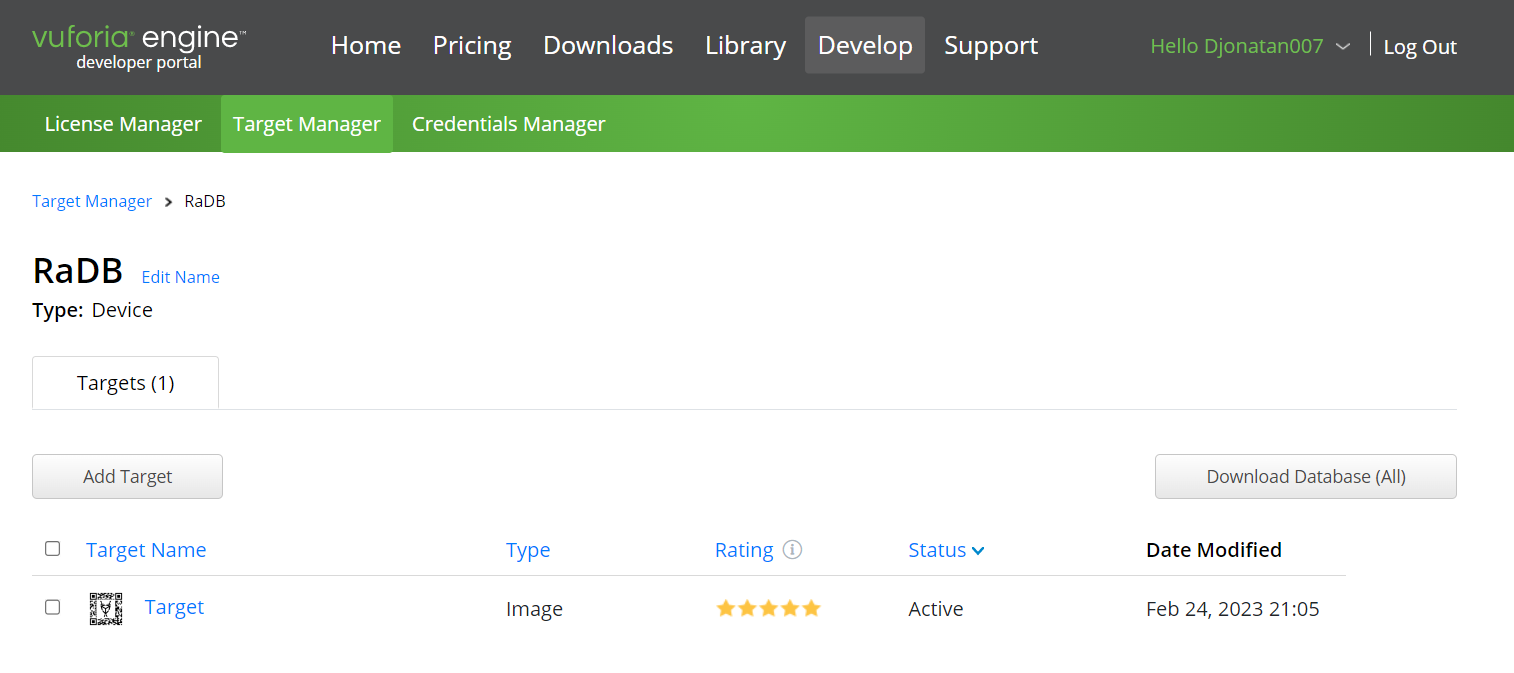 vuforia® engine™
developer portal
Home Pricing Downloads Library Develop Support
Hello Djonatan007 Log Out
License Manager Target Manager Credentials Manager
Target Manager > RaDB
RaDB Edit Name
Type: Device
Targets (1)
Add Target Download Database (All)
Target Name Type Rating i Status Date Modified
Target Image Active Feb 24, 2023 21:05